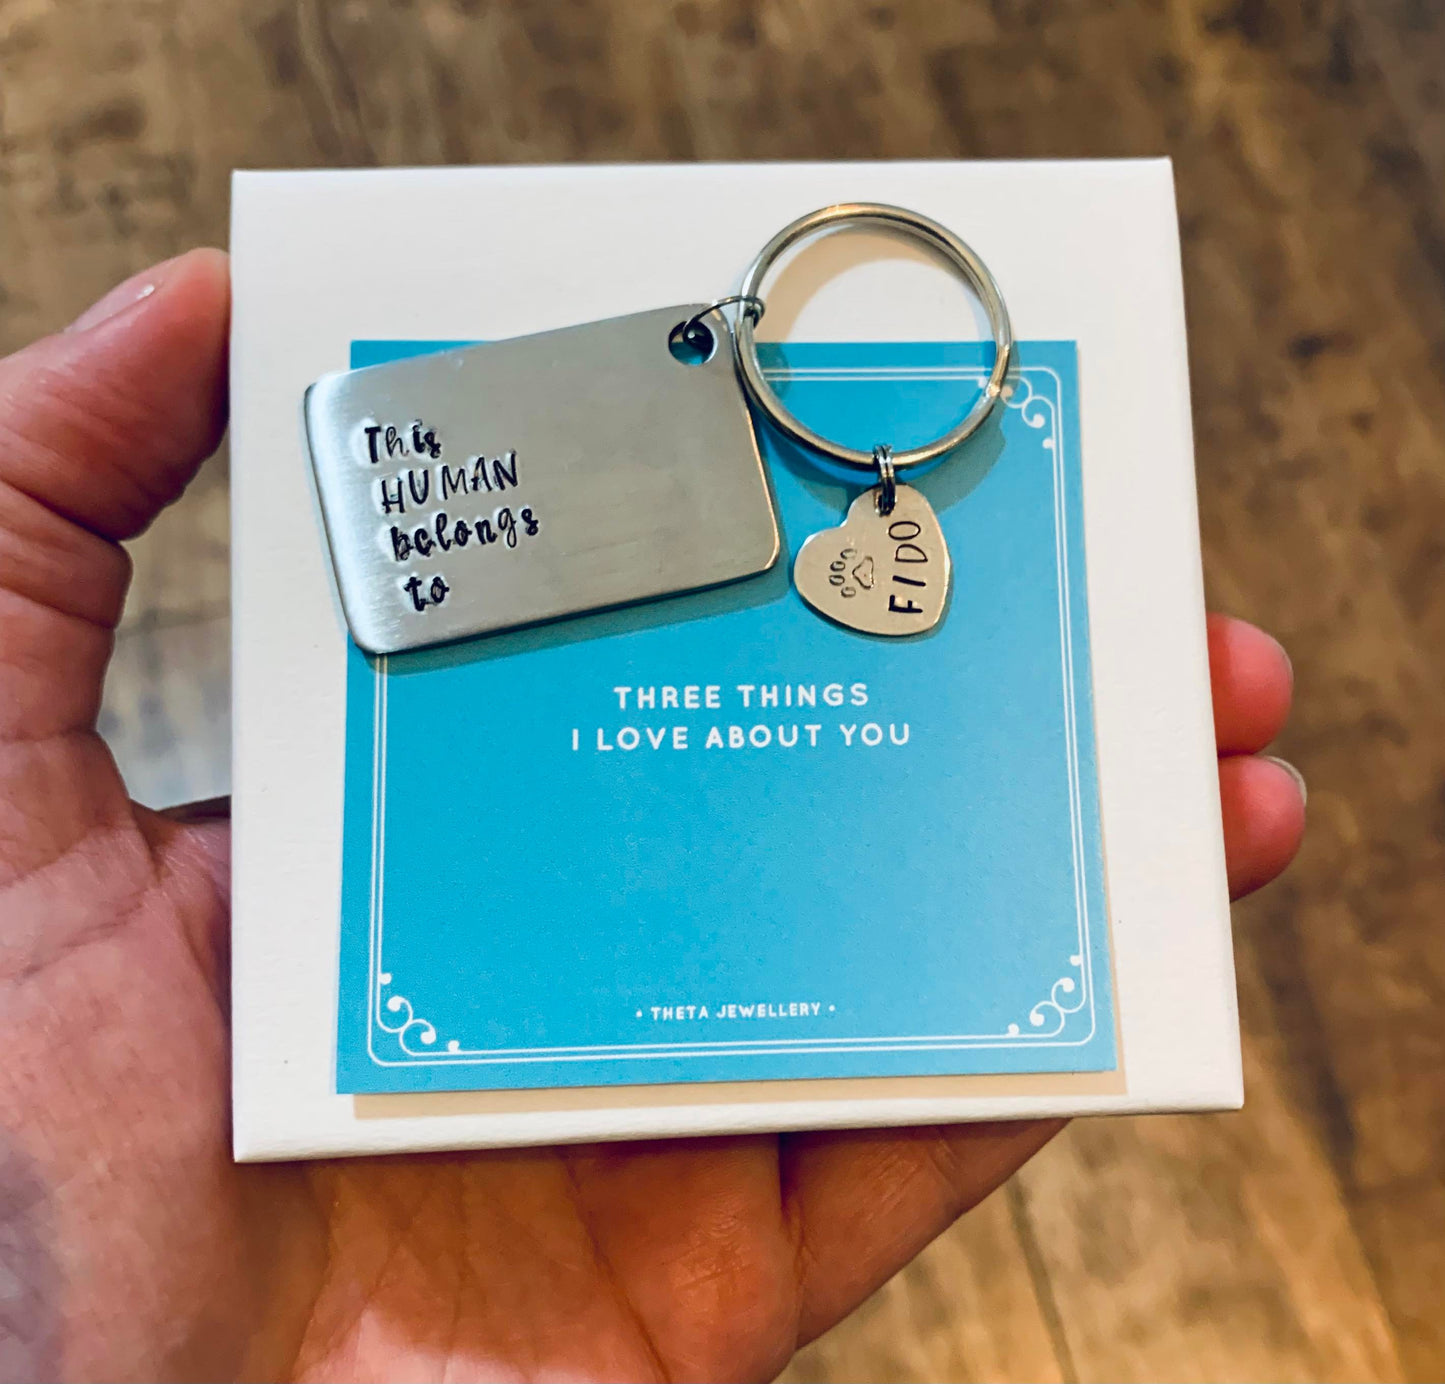 This
HUMAN
belongs
to
FIDO
THREE THINGS
I LOVE ABOUT YOU
• THETA JEWELLERY •